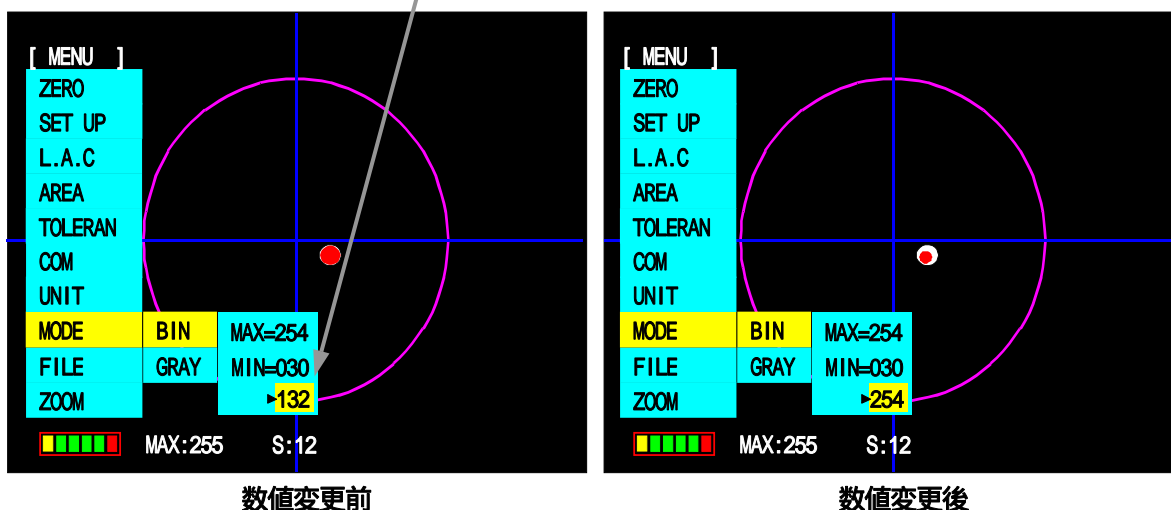 [ MENU ]
ZERO
SET UP
L.A.C
AREA
TOLERAN
COM
UNIT
MODE BIN MAX=254
FILE GRAY MIN=030
ZOOM ▶132
MAX:255 S:12
数値変更前
[ MENU ]
ZERO
SET UP
L.A.C
AREA
TOLERAN
COM
UNIT
MODE BIN MAX=254
FILE GRAY MIN=030
ZOOM ▶254
MAX:255 S:12
数値変更後